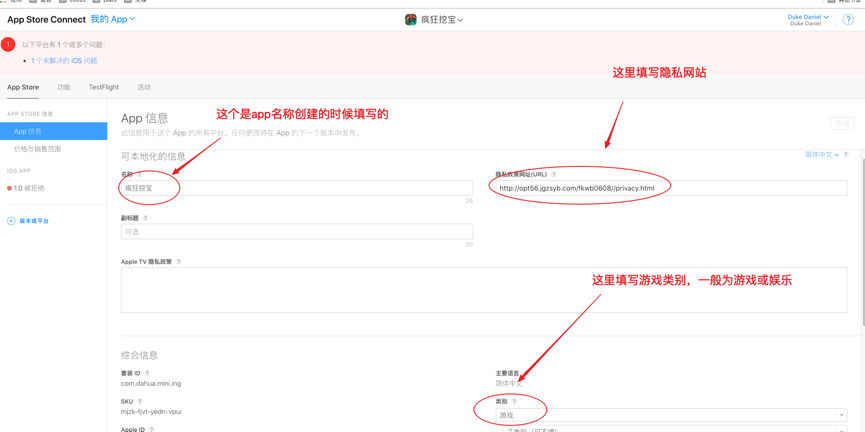 App Store Connect 我的 App
疯狂挖宝
Duke Daniel
Duke Daniel
?
1
以下平台有 1 个或多个问题:
1 个未解决的 iOS 问题
这里填写隐私网站
App Store 功能 TestFlight 活动
APP STORE 信息
App 信息
价格与销售范围
IOS APP
1.0 被拒绝
版本或平台
App 信息
这个是app名称创建的时候填写的
存储
此信息用于这个 App 的所有平台。任何更改将在 App 的下一个版本中发布。
可本地化的信息
简体中文 ?
名称 ?
疯狂挖宝
26
隐私政策网址(URL) ?
http://opt56.jgzsyb.com/fkwb0608//privacy.html
副标题 ?
可选
30
Apple TV 隐私政策 ?
这里填写游戏类别，一般为游戏或娱乐
综合信息
套装 ID ?
com.dahua.mini.ing
主要语言
简体中文
SKU ?
mjzk-fjvt-yedn-vpui
类别 ?
游戏
Apple ID ?
子类别（可不填）